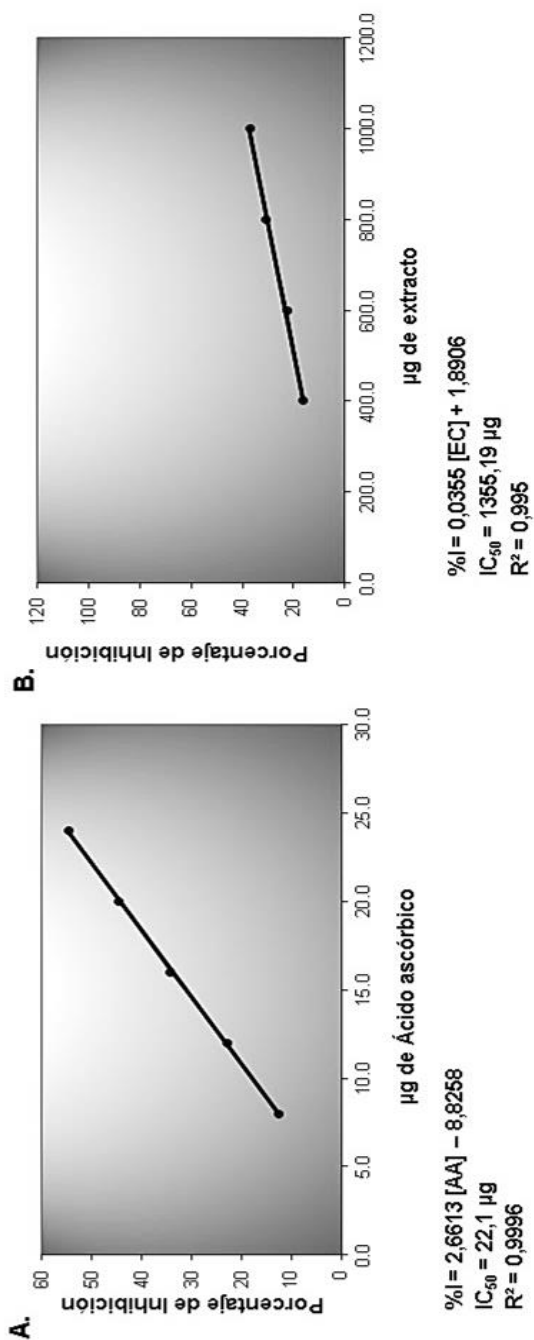 A.
Porcentaje de Inhibición
60
50
40
30
20
10
0
0.0 5.0 10.0 15.0 20.0 25.0 30.0
µg de Ácido ascórbico
%I = 2,6613 [AA] – 8,8258
IC₅₀ = 22,1 µg
R² = 0,9996
B.
Porcentaje de Inhibición
120
100
80
60
40
20
0
0.0 200.0 400.0 600.0 800.0 1000.0 1200.0
µg de extracto
%I = 0,0355 [EC] + 1,8906
IC₅₀ = 1355,19 µg
R² = 0,995